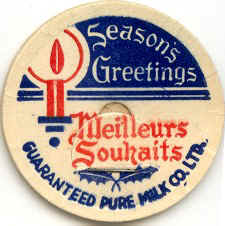 Season's
Greetings
Meilleurs
Souhaits
GUARANTEED PURE MILK CO. LTD.